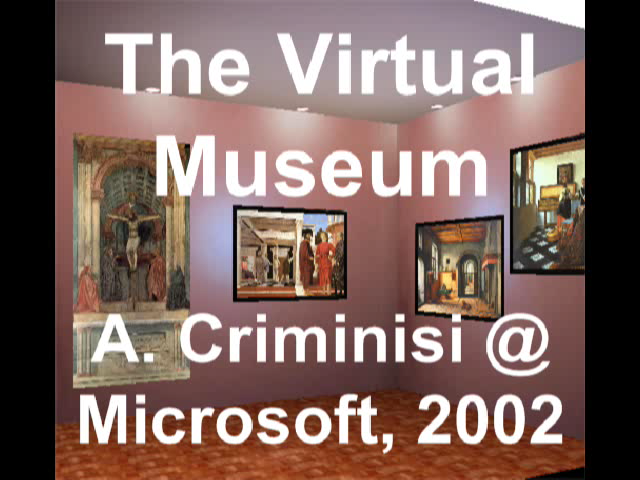 The Virtual
Museum
A. Criminisi @
Microsoft, 2002